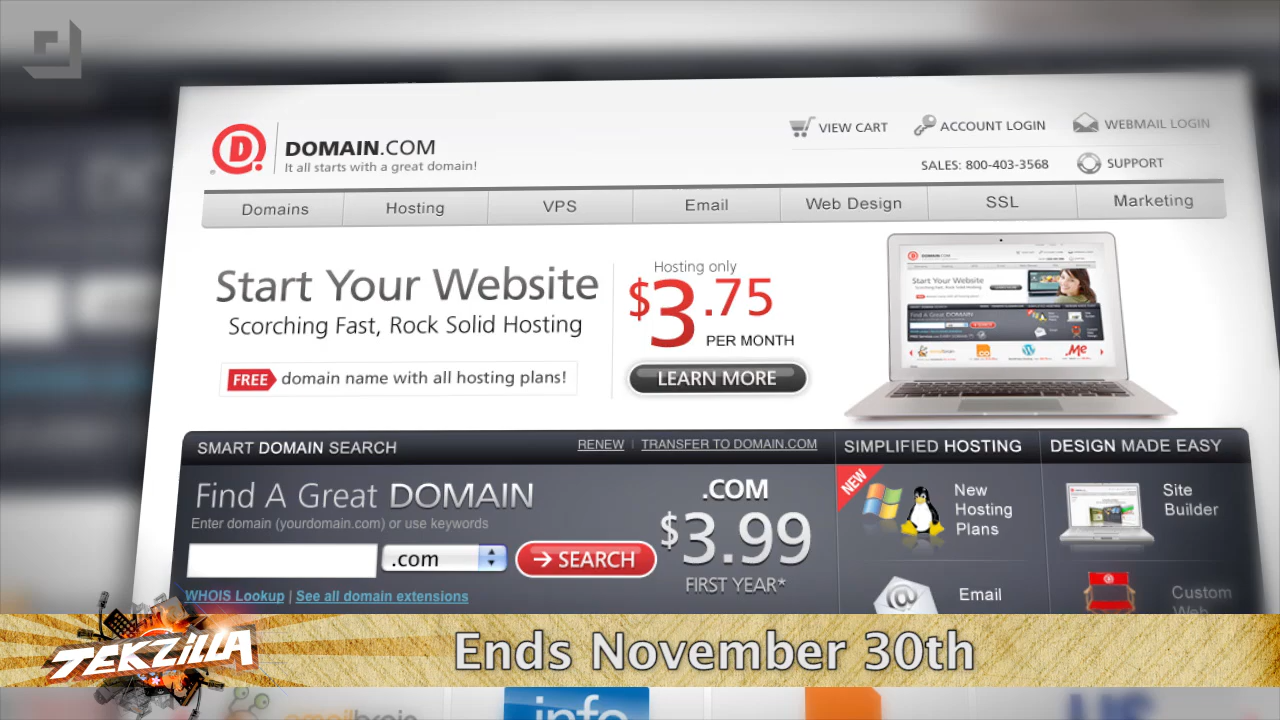 VIEW CART
ACCOUNT LOGIN
WEBMAIL LOGIN
DOMAIN.COM
It all starts with a great domain!
SALES: 800-403-3568
SUPPORT
Domains
Hosting
VPS
Email
Web Design
SSL
Marketing
Start Your Website
Scorching Fast, Rock Solid Hosting
FREE domain name with all hosting plans!
Hosting only
$3.75
PER MONTH
LEARN MORE
SMART DOMAIN SEARCH
RENEW | TRANSFER TO DOMAIN.COM
SIMPLIFIED HOSTING
DESIGN MADE EASY
Find A Great DOMAIN
Enter domain (yourdomain.com) or use keywords
.com
SEARCH
WHOIS Lookup | See all domain extensions
.COM
$3.99
FIRST YEAR*
NEW
New
Hosting
Plans
Email
Site
Builder
Custom
Web
TEKZILLA
Ends November 30th
info